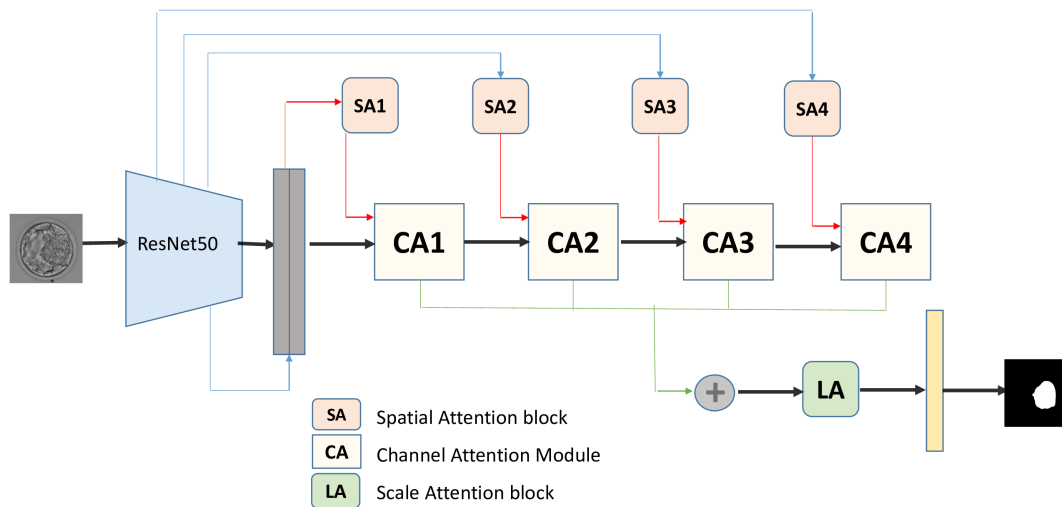 SA1
SA2
SA3
SA4
ResNet50
CA1
CA2
CA3
CA4
+
LA
SA Spatial Attention block
CA Channel Attention Module
LA Scale Attention block